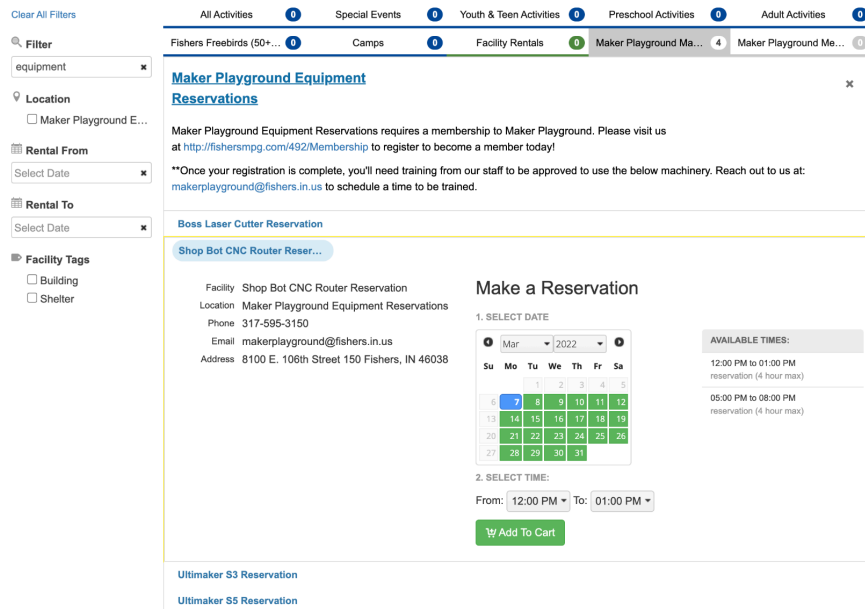 Clear All Filters
All Activities 0
Special Events 0
Youth & Teen Activities 0
Preschool Activities 0
Adult Activities 0
Fishers Freebirds (50+... 0
Camps 0
Facility Rentals 0
Maker Playground Ma... 4
Maker Playground Me... 0
Filter
equipment
Location
Maker Playground E...
Rental From
Select Date
Rental To
Select Date
Facility Tags
Building
Shelter
Maker Playground Equipment
Reservations
Maker Playground Equipment Reservations requires a membership to Maker Playground. Please visit us
at http://fishersmpg.com/492/Membership to register to become a member today!
**Once your registration is complete, you'll need training from our staff to be approved to use the below machinery. Reach out to us at:
makerplayground@fishers.in.us to schedule a time to be trained.
Boss Laser Cutter Reservation
Shop Bot CNC Router Reser...
Facility Shop Bot CNC Router Reservation
Location Maker Playground Equipment Reservations
Phone 317-595-3150
Email makerplayground@fishers.in.us
Address 8100 E. 106th Street 150 Fishers, IN 46038
Make a Reservation
1. SELECT DATE
Mar 2022
Su Mo Tu We Th Fr Sa
1 2 3 4 5
6 7 8 9 10 11 12
13 14 15 16 17 18 19
20 21 22 23 24 25 26
27 28 29 30 31
AVAILABLE TIMES:
12:00 PM to 01:00 PM
reservation (4 hour max)
05:00 PM to 08:00 PM
reservation (4 hour max)
2. SELECT TIME:
From: 12:00 PM To: 01:00 PM
Add To Cart
Ultimaker S3 Reservation
Ultimaker S5 Reservation